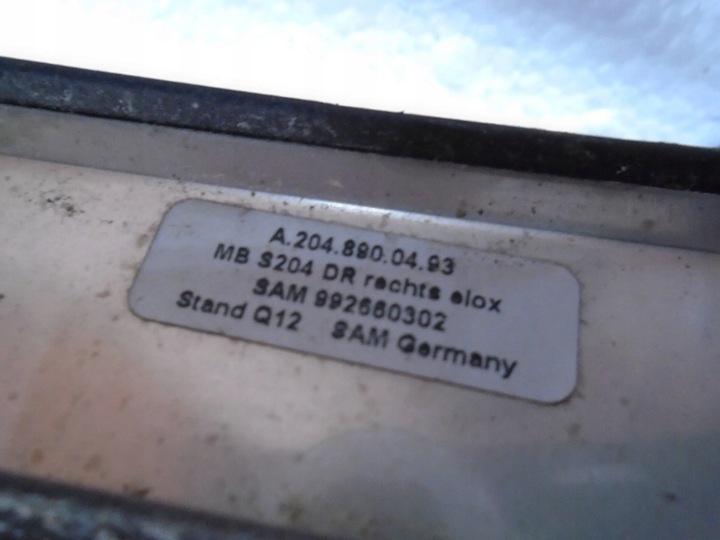 A.204.890.04.93
MB S204 DR rechts elox
SAM 992660302
Stand Q12 SAM Germany